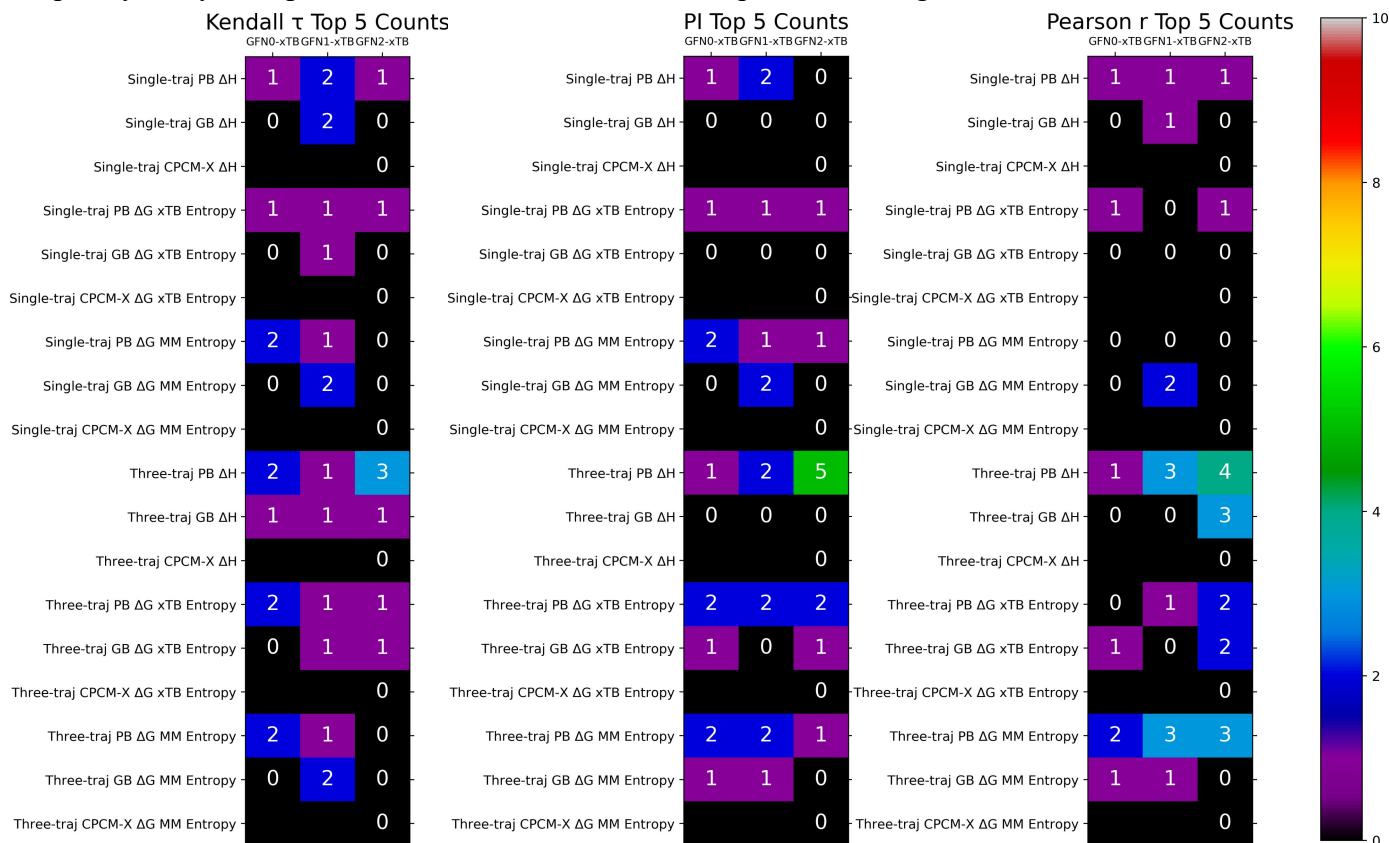 Kendall τ Top 5 Counts PI Top 5 Counts Pearson r Top 5 Counts
GFN0-xTB GFN1-xTB GFN2-xTB GFN0-xTB GFN1-xTB GFN2-xTB GFN0-xTB GFN1-xTB GFN2-xTB 10
Single-traj PB ΔH 1 2 1 Single-traj PB ΔH 1 2 0 Single-traj PB ΔH 1 1 1
Single-traj GB ΔH 0 2 0 Single-traj GB ΔH 0 0 0 Single-traj GB ΔH 0 1 0
Single-traj CPCM-X ΔH 0 Single-traj CPCM-X ΔH 0 Single-traj CPCM-X ΔH 0
8
Single-traj PB ΔG xTB Entropy 1 1 1 Single-traj PB ΔG xTB Entropy 1 1 1 Single-traj PB ΔG xTB Entropy 1 0 1
Single-traj GB ΔG xTB Entropy 0 1 0 Single-traj GB ΔG xTB Entropy 0 0 0 Single-traj GB ΔG xTB Entropy 0 0 0
Single-traj CPCM-X ΔG xTB Entropy 0 Single-traj CPCM-X ΔG xTB Entropy 0 Single-traj CPCM-X ΔG xTB Entropy 0
Single-traj PB ΔG MM Entropy 2 1 0 Single-traj PB ΔG MM Entropy 2 1 1 Single-traj PB ΔG MM Entropy 0 0 0 6
Single-traj GB ΔG MM Entropy 0 2 0 Single-traj GB ΔG MM Entropy 0 2 0 Single-traj GB ΔG MM Entropy 0 2 0
Single-traj CPCM-X ΔG MM Entropy 0 Single-traj CPCM-X ΔG MM Entropy 0 Single-traj CPCM-X ΔG MM Entropy 0
Three-traj PB ΔH 2 1 3 Three-traj PB ΔH 1 2 5 Three-traj PB ΔH 1 3 4
Three-traj GB ΔH 1 1 1 Three-traj GB ΔH 0 0 0 Three-traj GB ΔH 0 0 3 4
Three-traj CPCM-X ΔH 0 Three-traj CPCM-X ΔH 0 Three-traj CPCM-X ΔH 0
Three-traj PB ΔG xTB Entropy 2 1 1 Three-traj PB ΔG xTB Entropy 2 2 2 Three-traj PB ΔG xTB Entropy 0 1 2
Three-traj GB ΔG xTB Entropy 0 1 1 Three-traj GB ΔG xTB Entropy 1 0 1 Three-traj GB ΔG xTB Entropy 1 0 2
2
Three-traj CPCM-X ΔG xTB Entropy 0 Three-traj CPCM-X ΔG xTB Entropy 0 Three-traj CPCM-X ΔG xTB Entropy 0
Three-traj PB ΔG MM Entropy 2 1 0 Three-traj PB ΔG MM Entropy 2 2 1 Three-traj PB ΔG MM Entropy 2 3 3
Three-traj GB ΔG MM Entropy 0 2 0 Three-traj GB ΔG MM Entropy 1 1 0 Three-traj GB ΔG MM Entropy 1 1 0
Three-traj CPCM-X ΔG MM Entropy 0 Three-traj CPCM-X ΔG MM Entropy 0 Three-traj CPCM-X ΔG MM Entropy 0
0